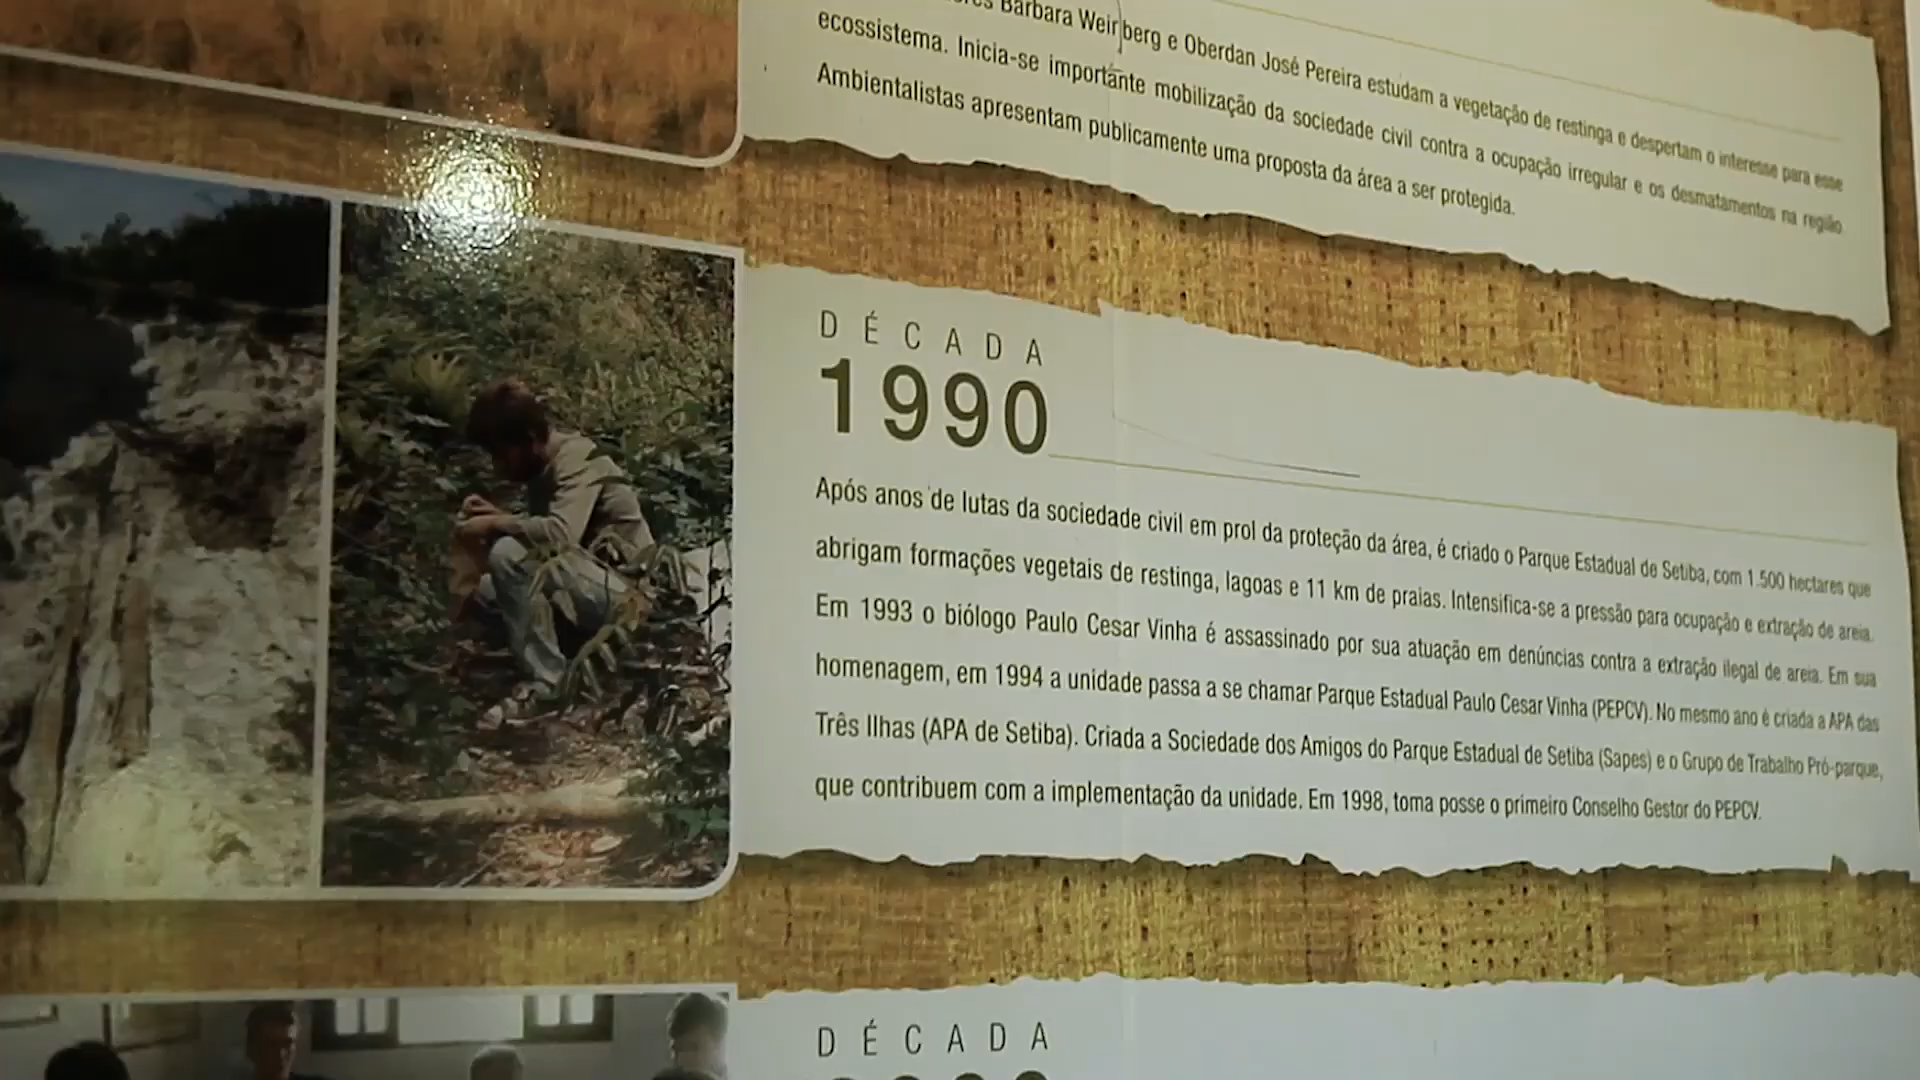 Bárbara Weinberg e Oberdan José Pereira estudam a vegetação de restinga e despertam o interesse para esse
ecossistema. Inicia-se importante mobilização da sociedade civil contra a ocupação irregular e os desmatamentos na região
Ambientalistas apresentam publicamente uma proposta da área a ser protegida.
DÉCADA
1990
Após anos de lutas da sociedade civil em prol da proteção da área, é criado o Parque Estadual de Setiba, com 1.500 hectares que
abrigam formações vegetais de restinga, lagoas e 11 km de praias. Intensifica-se a pressão para ocupação e extração de areia.
Em 1993 o biólogo Paulo Cesar Vinha é assassinado por sua atuação em denúncias contra a extração ilegal de areia. Em sua
homenagem, em 1994 a unidade passa a se chamar Parque Estadual Paulo Cesar Vinha (PEPCV). No mesmo ano é criada a APA das
Três Ilhas (APA de Setiba). Criada a Sociedade dos Amigos do Parque Estadual de Setiba (Sapes) e o Grupo de Trabalho Pró-parque,
que contribuem com a implementação da unidade. Em 1998, toma posse o primeiro Conselho Gestor do PEPCV.
DÉCADA